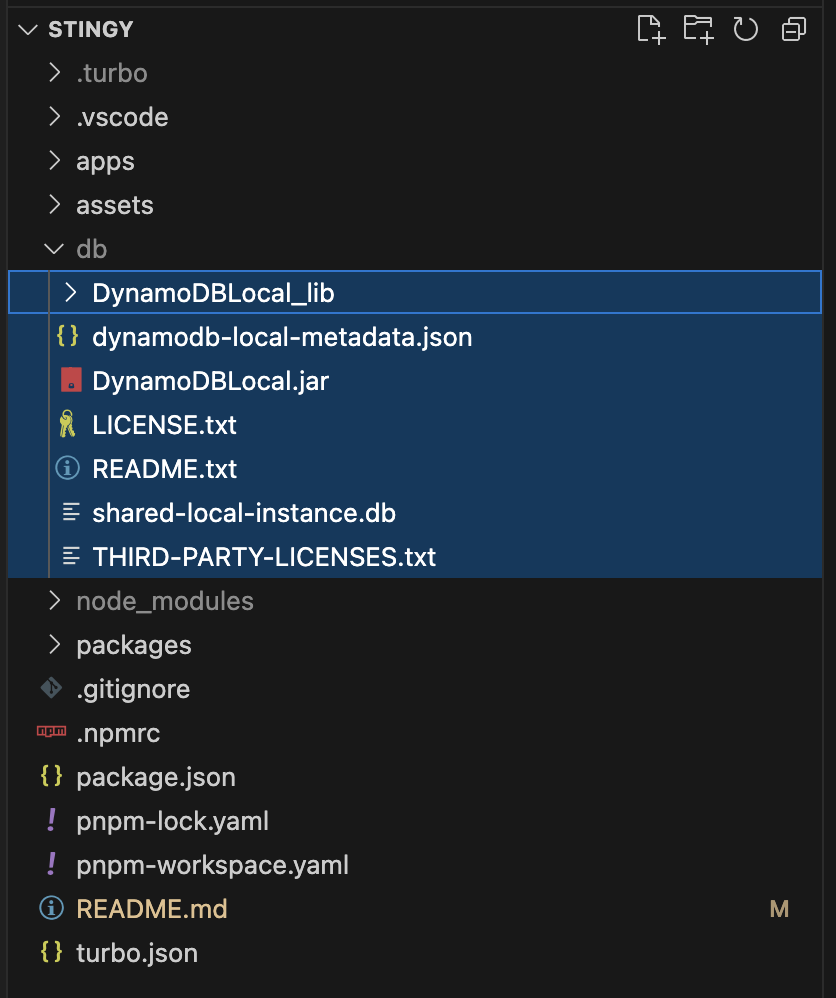 STINGY
.turbo
.vscode
apps
assets
db
DynamoDBLocal_lib
dynamodb-local-metadata.json
DynamoDBLocal.jar
LICENSE.txt
README.txt
shared-local-instance.db
THIRD-PARTY-LICENSES.txt
node_modules
packages
.gitignore
npm .npmrc
package.json
pnpm-lock.yaml
pnpm-workspace.yaml
README.md M
turbo.json